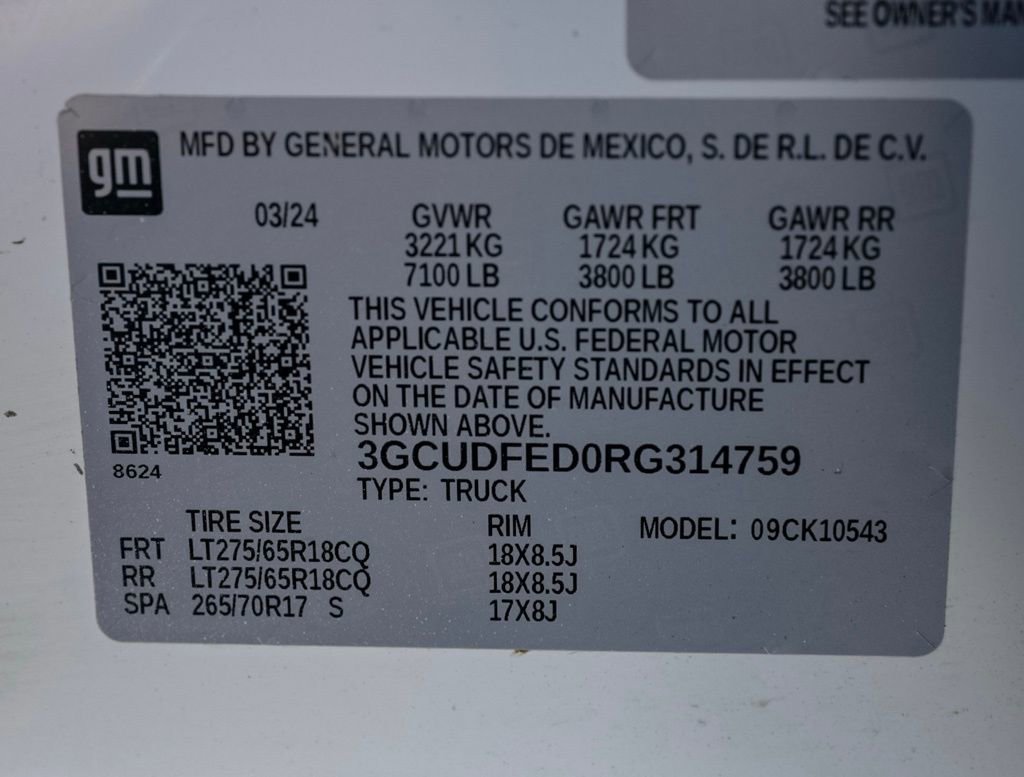 SEE OWNER'S MAN
gm
MFD BY GENERAL MOTORS DE MEXICO, S. DE R.L. DE C.V.
03/24 GVWR GAWR FRT GAWR RR
3221 KG 1724 KG 1724 KG
7100 LB 3800 LB 3800 LB
THIS VEHICLE CONFORMS TO ALL
APPLICABLE U.S. FEDERAL MOTOR
VEHICLE SAFETY STANDARDS IN EFFECT
ON THE DATE OF MANUFACTURE
SHOWN ABOVE.
3GCUDFED0RG314759
8624
TYPE: TRUCK
TIRE SIZE RIM MODEL: 09CK10543
FRT LT275/65R18CQ 18X8.5J
RR LT275/65R18CQ 18X8.5J
SPA 265/70R17 S 17X8J